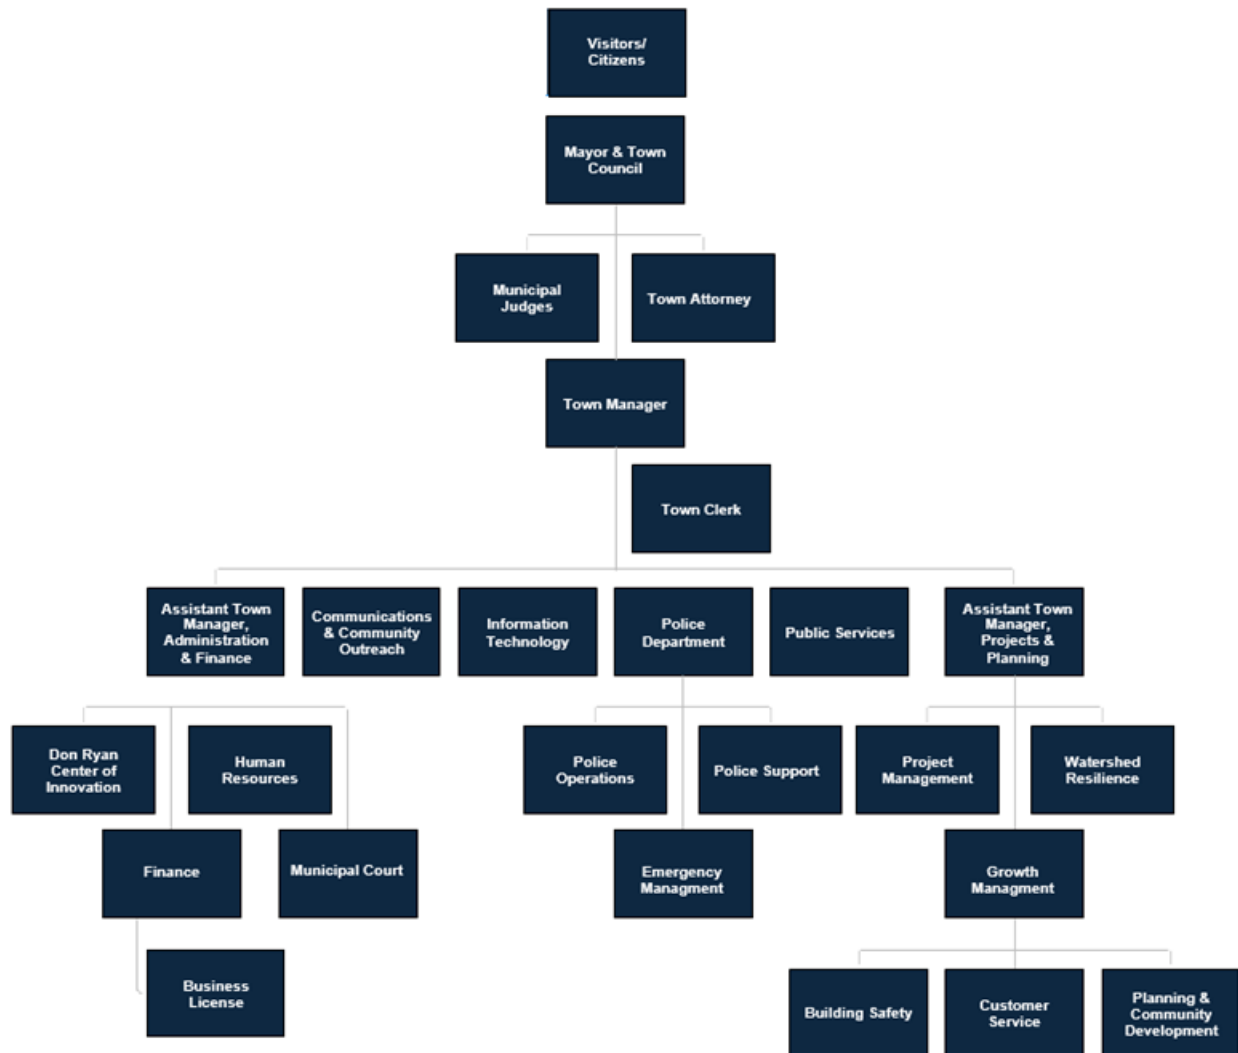 Visitors/
Citizens
Mayor & Town
Council
Municipal
Judges
Town Attorney
Town Manager
Town Clerk
Assistant Town
Manager,
Administration
& Finance
Communications
& Community
Outreach
Information
Technology
Police
Department
Public Services
Assistant Town
Manager,
Projects &
Planning
Don Ryan
Center of
Innovation
Human
Resources
Police
Operations
Police Support
Project
Management
Watershed
Resilience
Finance
Municipal Court
Emergency
Managment
Growth
Managment
Business
License
Building Safety
Customer
Service
Planning &
Community
Development